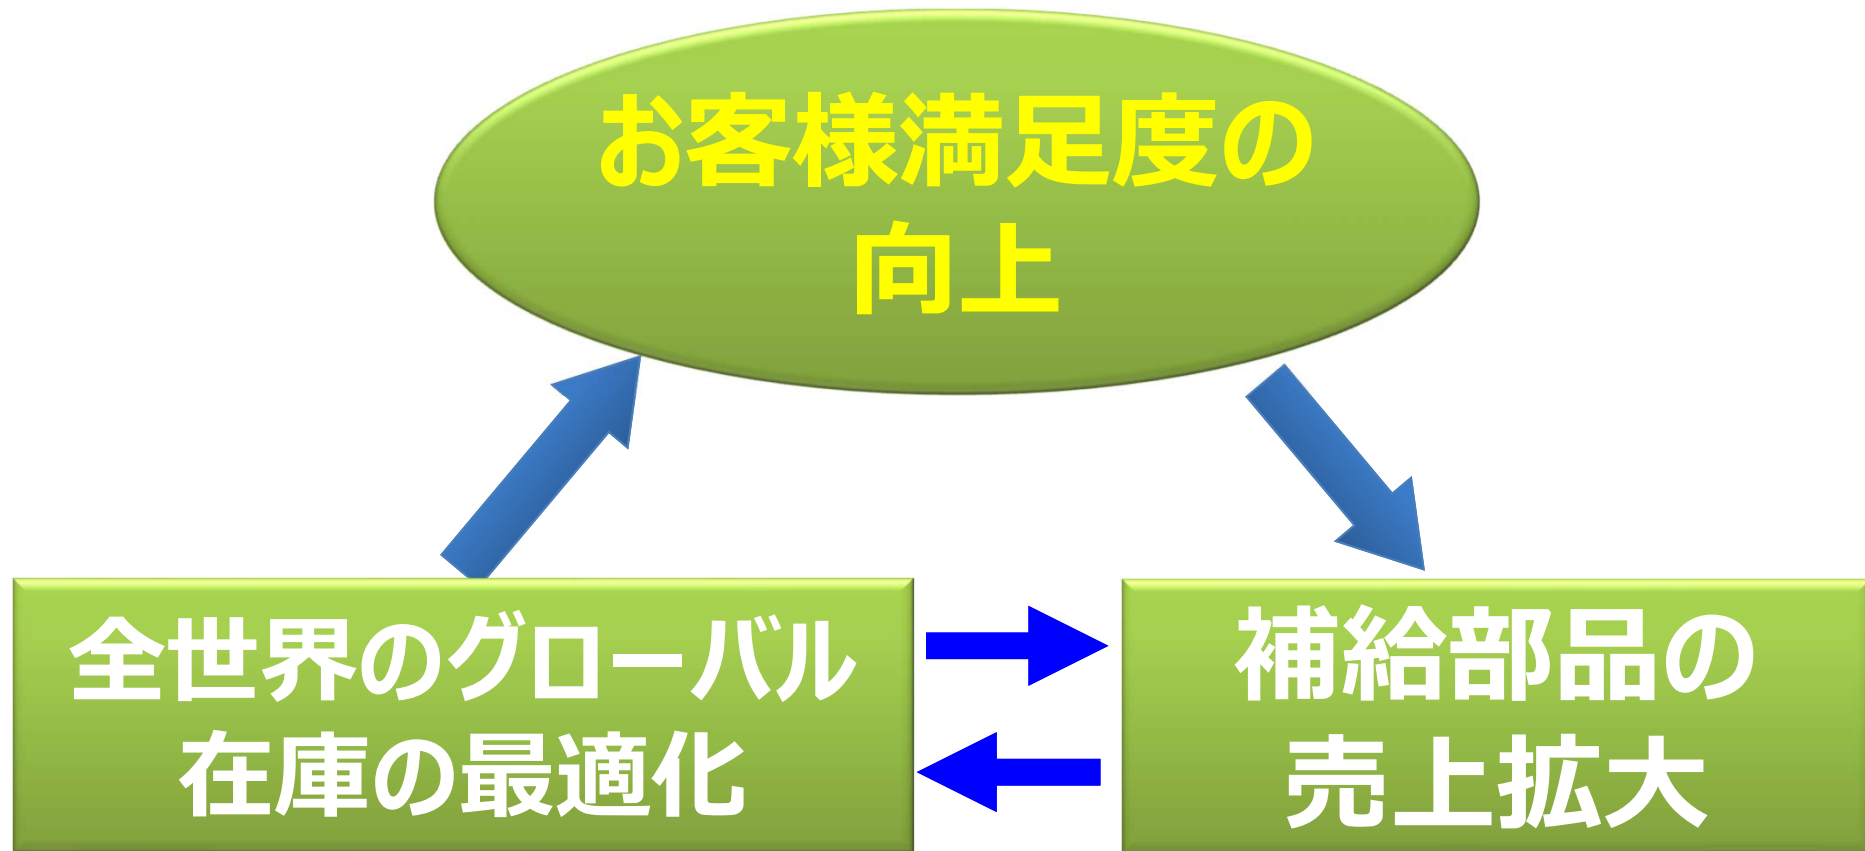 お客様満足度の
向上
全世界のグローバル
在庫の最適化
補給部品の
売上拡大